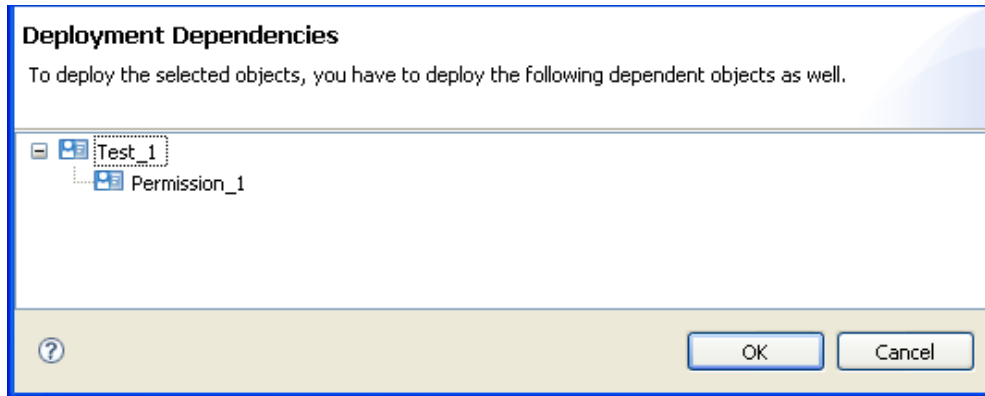 Deployment Dependencies
To deploy the selected objects, you have to deploy the following dependent objects as well.
Test_1
Permission_1
?
OK Cancel